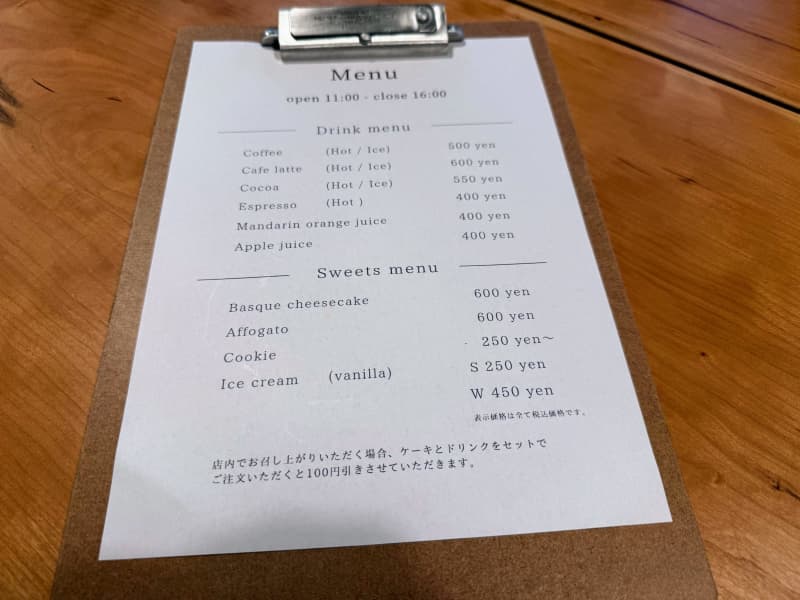 Menu
open 11:00 - close 16:00
Drink menu
Coffee (Hot / Ice) 500 yen
Cafe latte (Hot / Ice) 600 yen
Cocoa (Hot / Ice) 550 yen
Espresso (Hot ) 400 yen
Mandarin orange juice 400 yen
Apple juice 400 yen
Sweets menu
Basque cheesecake 600 yen
Affogato 600 yen
Cookie 250 yen〜
Ice cream (vanilla) S 250 yen
W 450 yen
表示価格は全て税込価格です。
店内でお召し上がりいただく場合、ケーキとドリンクをセットで
ご注文いただくと100円引きさせていただきます。